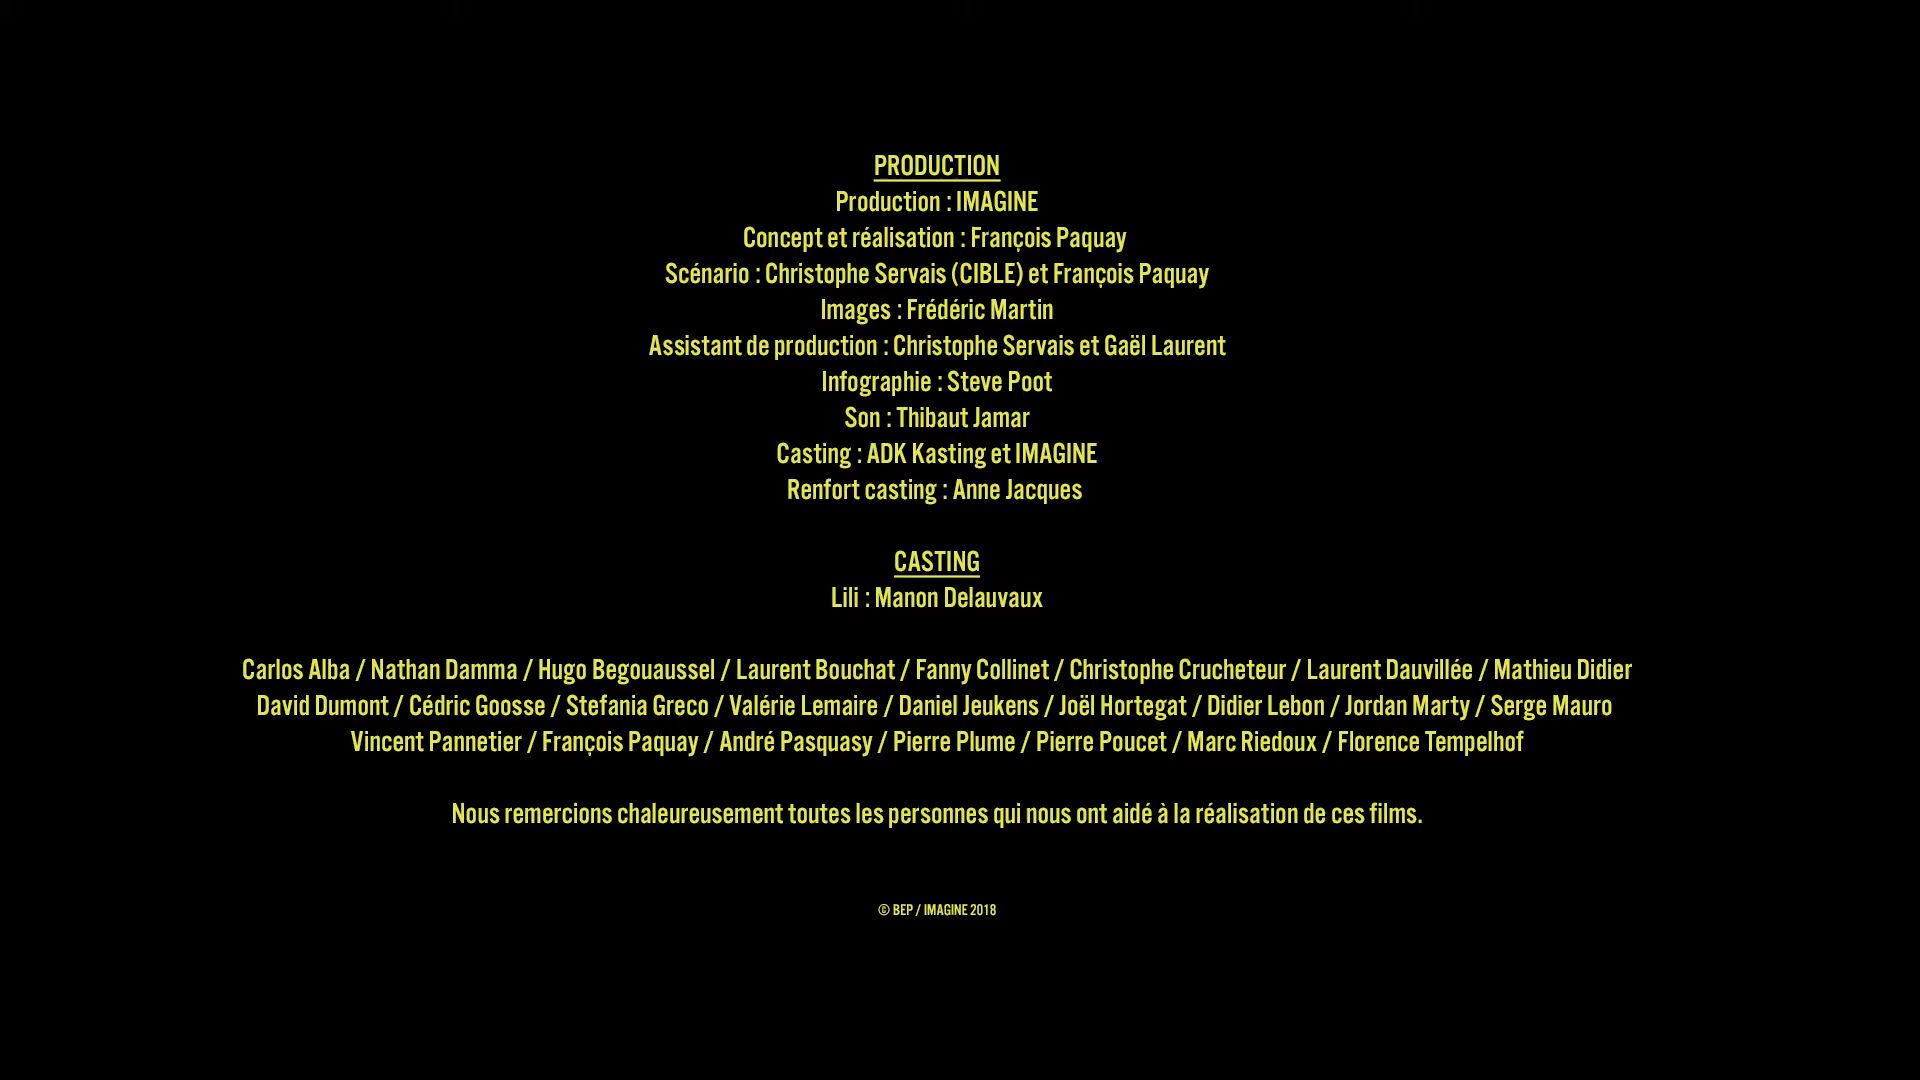 PRODUCTION
Production : IMAGINE
Concept et réalisation : François Paquay
Scénario : Christophe Servais (CIBLE) et François Paquay
Images : Frédéric Martin
Assistant de production : Christophe Servais et Gaël Laurent
Infographie : Steve Poot
Son : Thibaut Jamar
Casting : ADK Kasting et IMAGINE
Renfort casting : Anne Jacques
CASTING
Lili : Manon Delauvaux
Carlos Alba / Nathan Damma / Hugo Begouaussel / Laurent Bouchat / Fanny Collinet / Christophe Crucheteur / Laurent Dauvillée / Mathieu Didier
David Dumont / Cédric Goosse / Stefania Greco / Valérie Lemaire / Daniel Jeukens / Joël Hortegat / Didier Lebon / Jordan Marty / Serge Mauro
Vincent Pannetier / François Paquay / André Pasquasy / Pierre Plume / Pierre Poucet / Marc Riedoux / Florence Tempelhof
Nous remercions chaleureusement toutes les personnes qui nous ont aidé à la réalisation de ces films.
© BEP / IMAGINE 2018